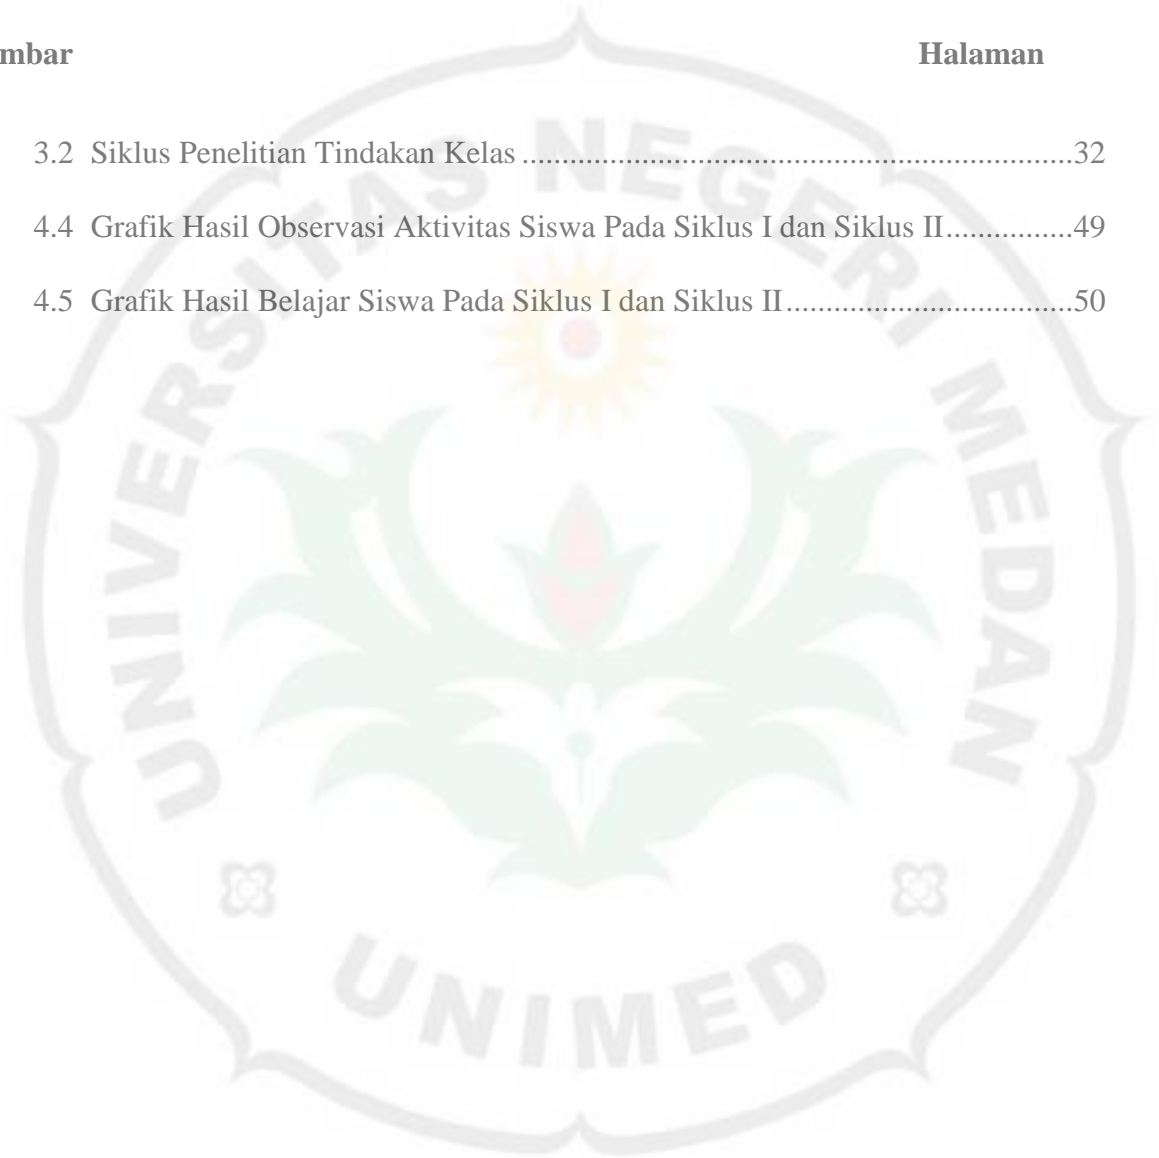 mbar Halaman
3.2 Siklus Penelitian Tindakan Kelas ................................................................32
4.4 Grafik Hasil Observasi Aktivitas Siswa Pada Siklus I dan Siklus II...............49
4.5 Grafik Hasil Belajar Siswa Pada Siklus I dan Siklus II..................................50
UNIVERSITAS NEGERI MEDAN
UNIMED